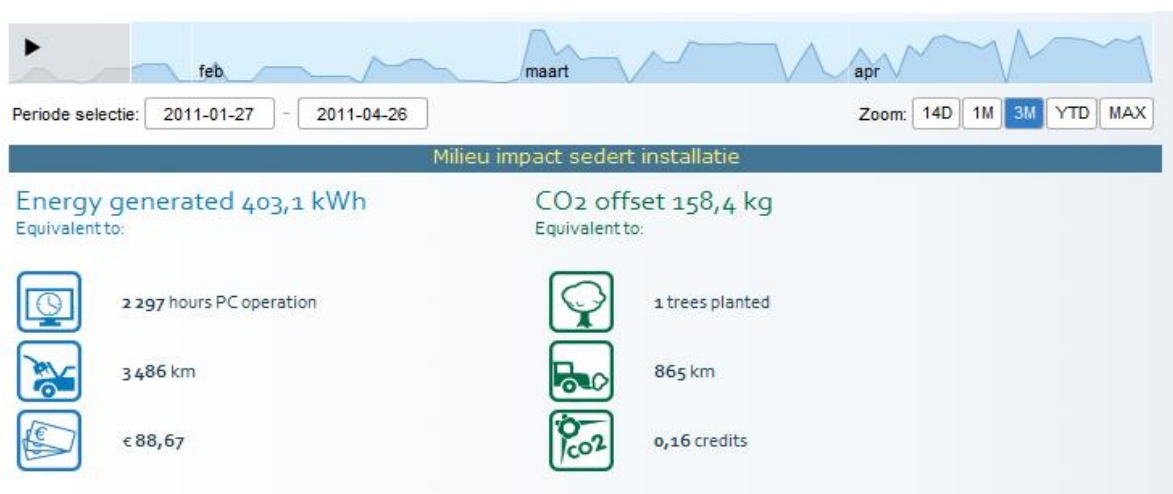 feb
maart
apr
Periode selectie: 2011-01-27 - 2011-04-26 Zoom: 14D 1M 3M YTD MAX
Milieu impact sedert installatie
Energy generated 403,1 kWh
Equivalent to:
2 297 hours PC operation
3 486 km
€ 88,67
CO2 offset 158,4 kg
Equivalent to:
1 trees planted
865 km
CO2
0,16 credits